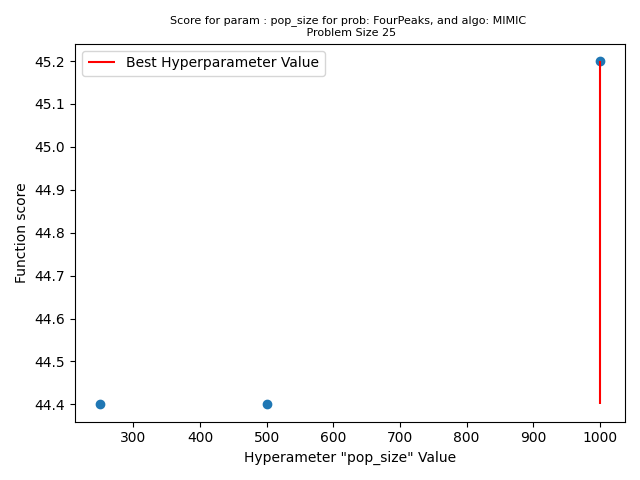 Score for param : pop_size for prob: FourPeaks, and algo: MIMIC
Problem Size 25
Best Hyperparameter Value
45.2
45.1
45.0
44.9
44.8
44.7
44.6
44.5
44.4
Function score
300 400 500 600 700 800 900 1000
Hyperameter "pop_size" Value